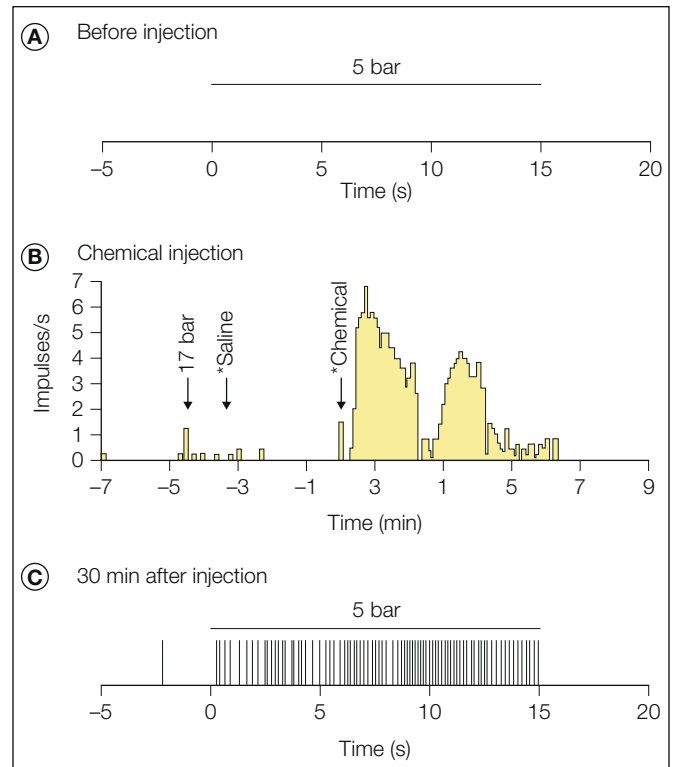 A Before injection
5 bar
–5 0 5 10 15 20
Time (s)
B Chemical injection
Impulses/s
7
6
5
4
3
2
1
0
17 bar
*Saline
*Chemical
–7 –5 –3 –1 3 1 5 7 9
Time (min)
C 30 min after injection
5 bar
–5 0 5 10 15 20
Time (s)